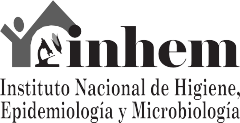 inhem
Instituto Nacional de Higiene,
Epidemiología y Microbiología